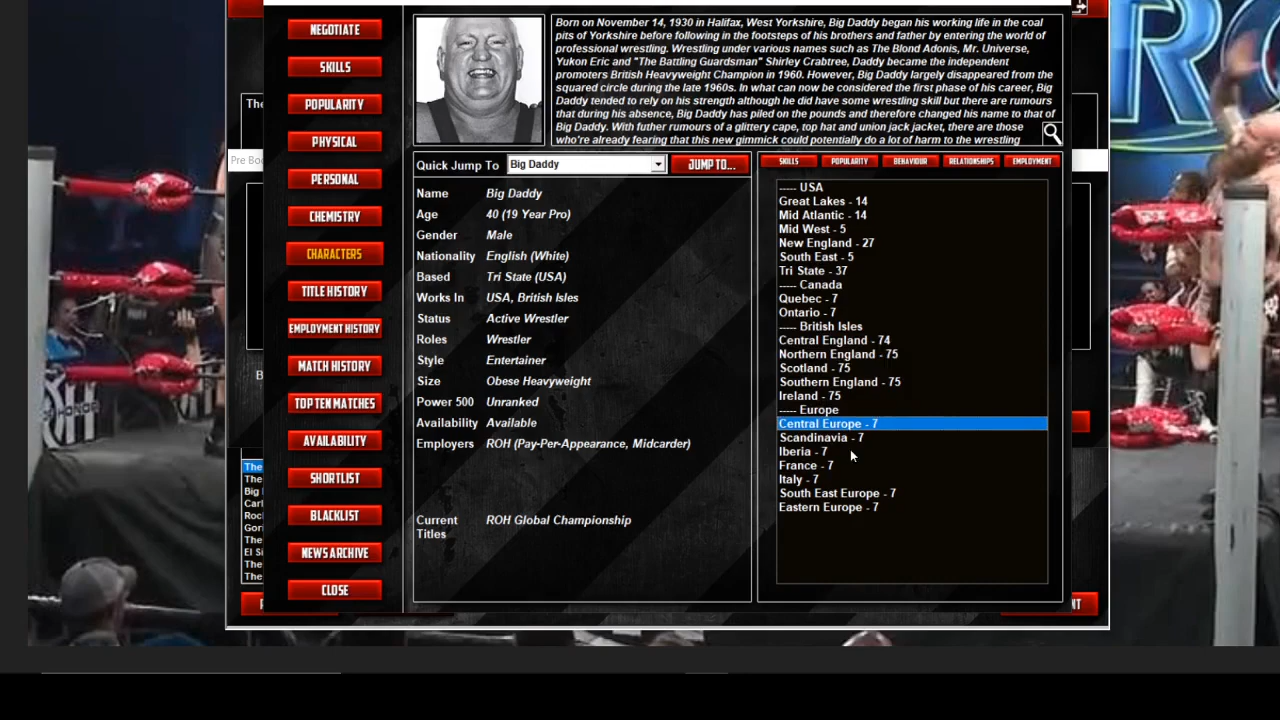 NEGOTIATE
SKILLS
POPULARITY
PHYSICAL
PERSONAL
CHEMISTRY
CHARACTERS
TITLE HISTORY
EMPLOYMENT HISTORY
MATCH HISTORY
TOP TEN MATCHES
AVAILABILITY
SHORTLIST
BLACKLIST
NEWS ARCHIVE
CLOSE
Born on November 14, 1930 in Halifax, West Yorkshire, Big Daddy began his working life in the coal
pits of Yorkshire before following in the footsteps of his brothers and father by entering the world of
professional wrestling. Wrestling under various names such as The Blond Adonis, Mr. Universe,
Yukon Eric and "The Battling Guardsman" Shirley Crabtree, Daddy became the independent
promoters British Heavyweight Champion in 1960. However, Big Daddy largely disappeared from the
squared circle during the late 1960s. In what can now be considered the first phase of his career, Big
Daddy tended to rely on his strength although he did have some wrestling skill but there are rumours
that during his absence, Big Daddy has piled on the pounds and therefore changed his name to that of
Big Daddy. With futher rumours of a glittery cape, top hat and union jack jacket, there are those
who're already fearing that this new gimmick could potentially do a lot of harm to the wrestling
Quick Jump To Big Daddy JUMP TO...
Name Big Daddy
Age 40 (19 Year Pro)
Gender Male
Nationality English (White)
Based Tri State (USA)
Works In USA, British Isles
Status Active Wrestler
Roles Wrestler
Style Entertainer
Size Obese Heavyweight
Power 500 Unranked
Availability Available
Employers ROH (Pay-Per-Appearance, Midcarder)
Current Titles ROH Global Championship
SKILLS POPULARITY BEHAVIOUR RELATIONSHIPS EMPLOYMENT
----- USA
Great Lakes - 14
Mid Atlantic - 14
Mid West - 5
New England - 27
South East - 5
Tri State - 37
----- Canada
Quebec - 7
Ontario - 7
----- British Isles
Central England - 74
Northern England - 75
Scotland - 75
Southern England - 75
Ireland - 75
----- Europe
Central Europe - 7
Scandinavia - 7
Iberia - 7
France - 7
Italy - 7
South East Europe - 7
Eastern Europe - 7
The
Pre Boo
The
The
Big
Carl
Roc
Gori
The
El Si
The
The